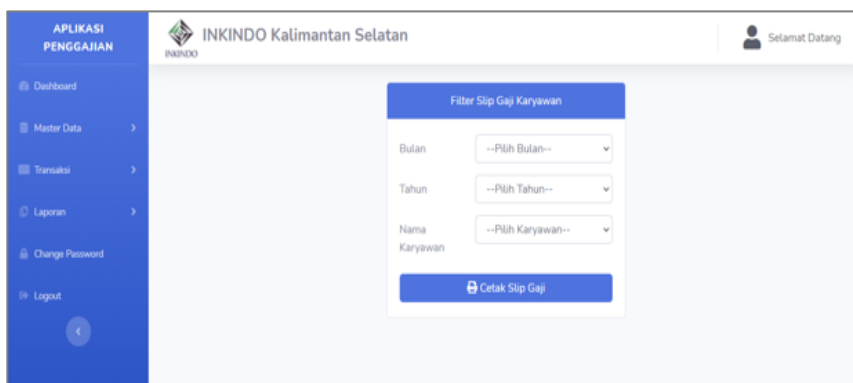 APLIKASI
PENGGAJIAN
Dashboard
Master Data
Transaksi
Laporan
Change Password
Logout
INKINDO
INKINDO Kalimantan Selatan
Selamat Datang
Filter Slip Gaji Karyawan
Bulan
--Pilih Bulan--
Tahun
--Pilih Tahun--
Nama
Karyawan
--Pilih Karyawan--
Cetak Slip Gaji